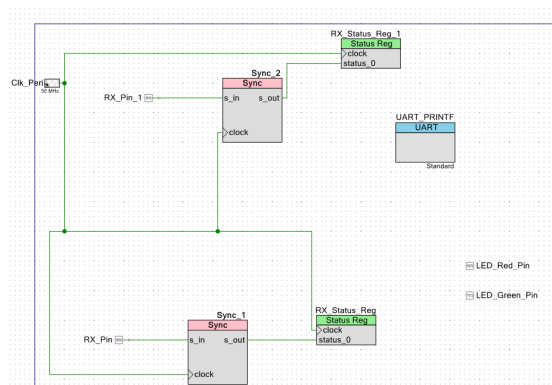 RX_Status_Reg_1
Status Reg
clock
status_0
Clk_Peri
50 MHz
Sync_2
Sync
RX_Pin_1
s_in s_out
clock
UART_PRINTF
UART
Standard
LED_Red_Pin
LED_Green_Pin
RX_Status_Reg
Status Reg
clock
status_0
Sync_1
Sync
RX_Pin
s_in s_out
clock